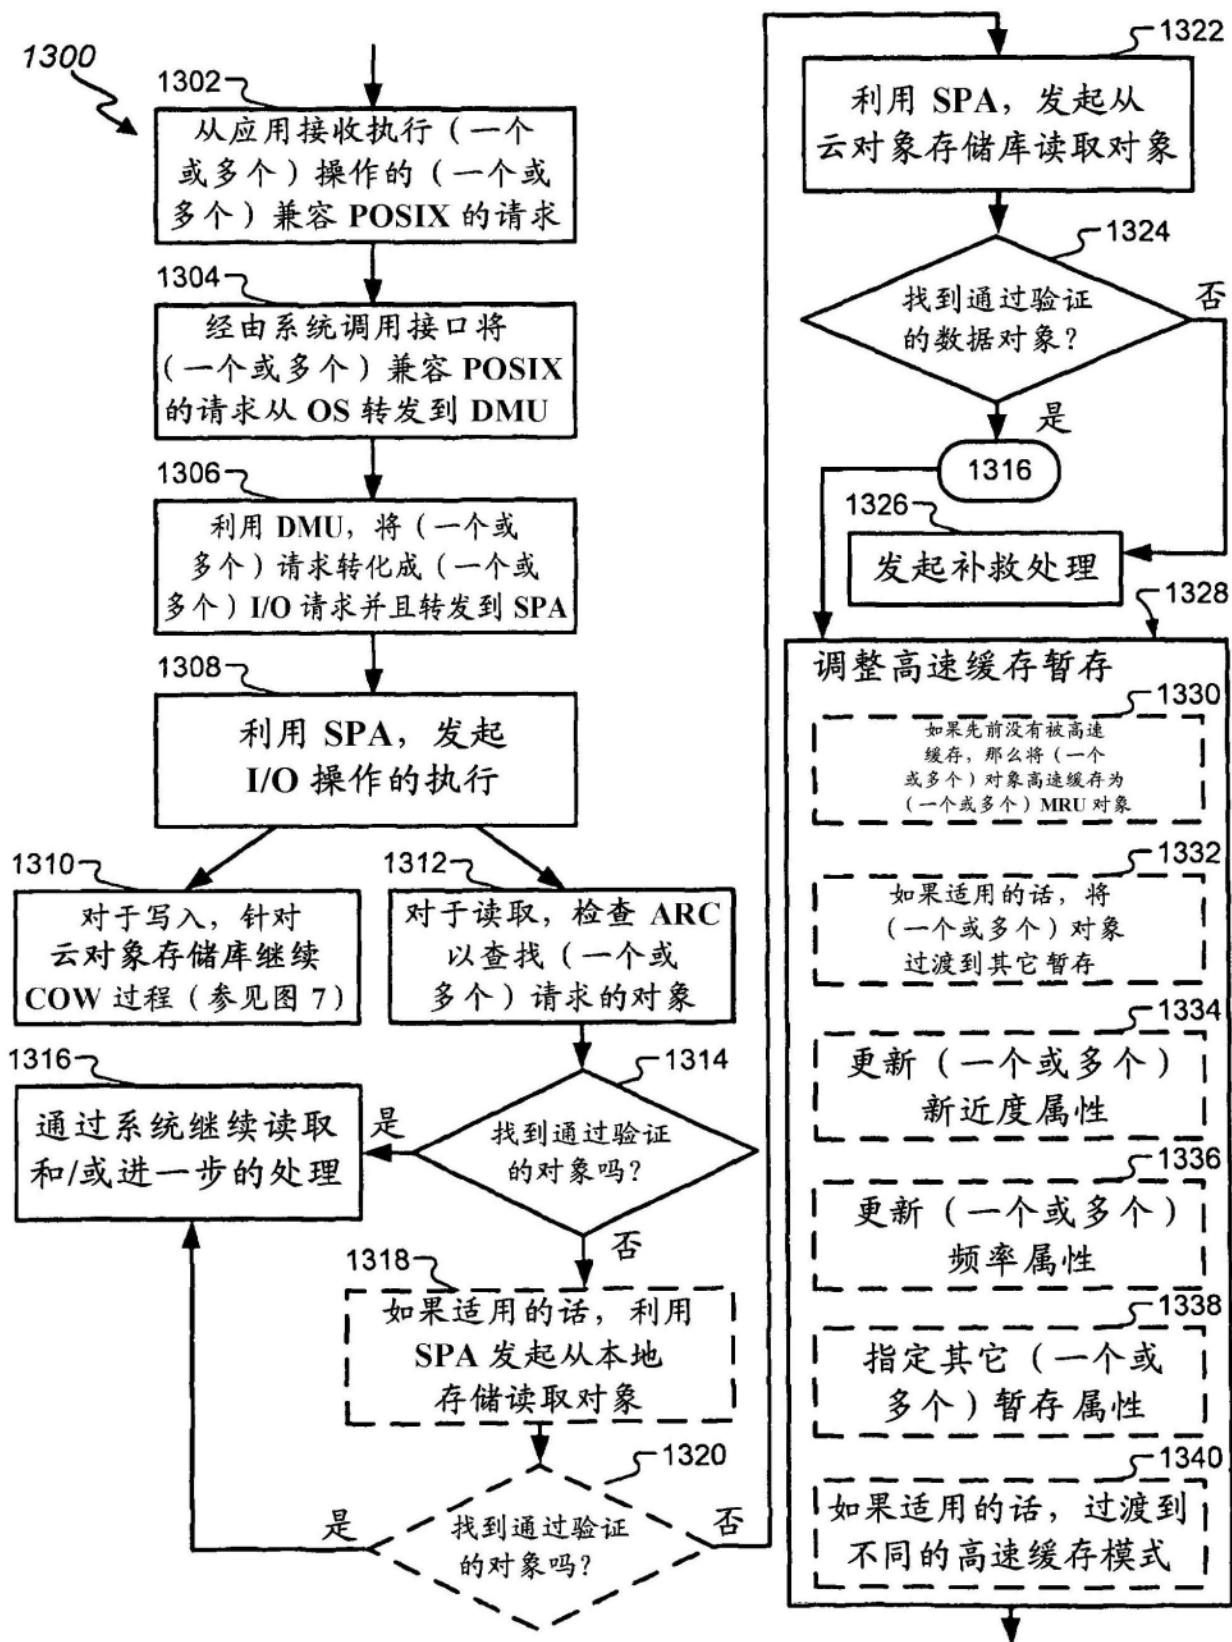 1300
1302
从应用接收执行（一个
或多个）操作的（一个或
多个）兼容 POSIX 的请求
1304
经由系统调用接口将
（一个或多个）兼容 POSIX
的请求从 OS 转发到 DMU
1306
利用 DMU，将（一个或
多个）请求转化成（一个或
多个）I/O 请求并且转发到 SPA
1308
利用 SPA，发起
I/O 操作的执行
1310
对于写入，针对
云对象存储库继续
COW 过程（参见图 7）
1312
对于读取，检查 ARC
以查找（一个或
多个）请求的对象
1314
找到通过验证
的对象吗？
是
否
1316
通过系统继续读取
和/或进一步的处理
1318
如果适用的话，利用
SPA 发起从本地
存储读取对象
1320
找到通过验证
的对象吗？
是
否
1322
利用 SPA，发起从
云对象存储库读取对象
1324
找到通过验证
的数据对象？
否
是
1316
1326
发起补救处理
1328
调整高速缓存暂存
1330
如果先前没有被高速
缓存，那么将（一个
或多个）对象高速缓存为
（一个或多个）MRU 对象
1332
如果适用的话，将
（一个或多个）对象
过渡到其它暂存
1334
更新（一个或多个）
新近度属性
1336
更新（一个或多个）
频率属性
1338
指定其它（一个或
多个）暂存属性
1340
如果适用的话，过渡到
不同的高速缓存模式